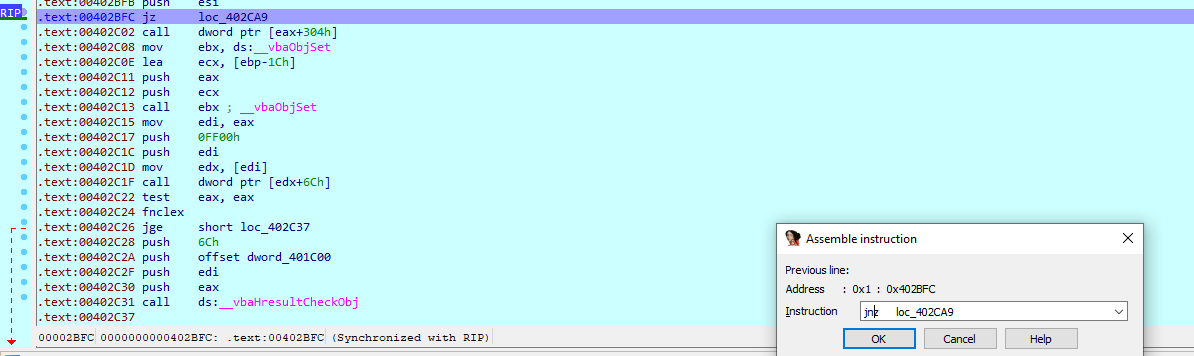 .text:00402BFB push    esi
RIP .text:00402BFC jz      loc_402CA9
.text:00402C02 call    dword ptr [eax+304h]
.text:00402C08 mov     ebx, ds:__vbaObjSet
.text:00402C0E lea     ecx, [ebp-1Ch]
.text:00402C11 push    eax
.text:00402C12 push    ecx
.text:00402C13 call    ebx ; __vbaObjSet
.text:00402C15 mov     edi, eax
.text:00402C17 push    0FF00h
.text:00402C1C push    edi
.text:00402C1D mov     edx, [edi]
.text:00402C1F call    dword ptr [edx+6Ch]
.text:00402C22 test    eax, eax
.text:00402C24 fnclex
.text:00402C26 jge     short loc_402C37
.text:00402C28 push    6Ch
.text:00402C2A push    offset dword_401C00
.text:00402C2F push    edi
.text:00402C30 push    eax
.text:00402C31 call    ds:__vbaHresultCheckObj
.text:00402C37
00002BFC 0000000000402BFC: .text:00402BFC (Synchronized with RIP)
Assemble instruction
Previous line:
Address : 0x1 : 0x402BFC
Instruction jnz loc_402CA9
OK Cancel Help